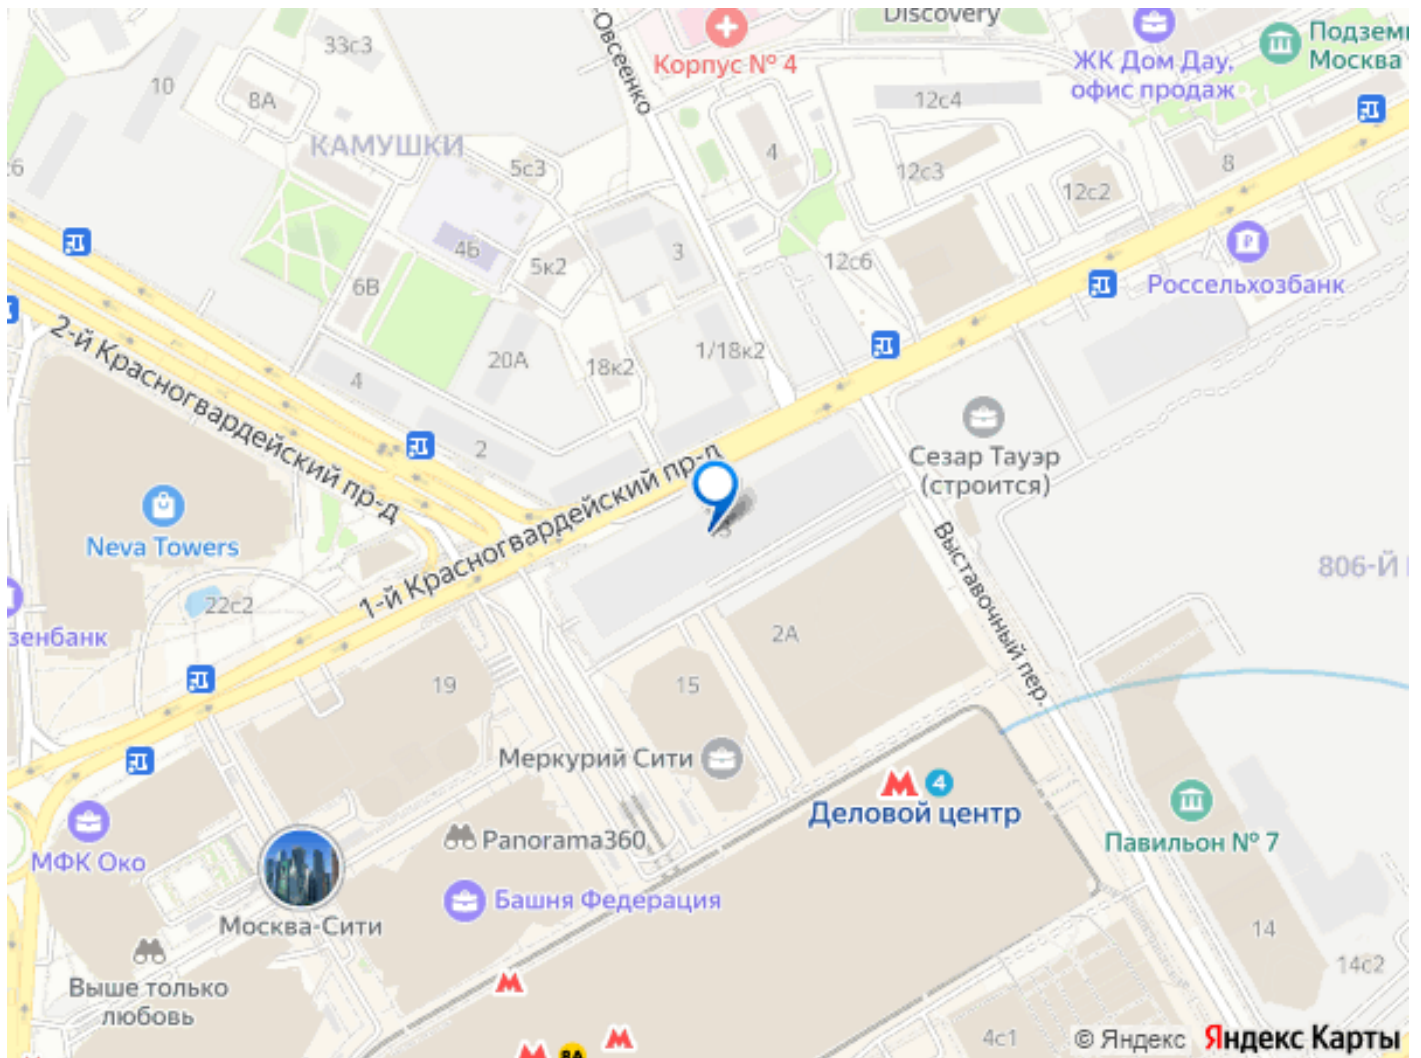 Discovery
33с3
-Овсеенко
Корпус № 4
ЖК Дом Дау,
офис продаж
Москва
10
8А
12с4
КАМУШКИ
5с3
4
12с3
12с2
8
4Б
5к2
3
12с6
6В
Россельхозбанк
2-й Красногвардейский пр-д
20А
18к2
1/18к2
4
2
Сезар Тауэр
(строится)
1-й Красногвардейский пр-д
Neva Towers
Выставочный пер.
806-Й
22с2
зенбанк
2А
19
15
Меркурий Сити
4
Деловой центр
МФК Око
Panorama360
Павильон № 7
Башня Федерация
Москва-Сити
14
14с2
Выше только
любовь
4с1
8А
© Яндекс
Яндекс Карты